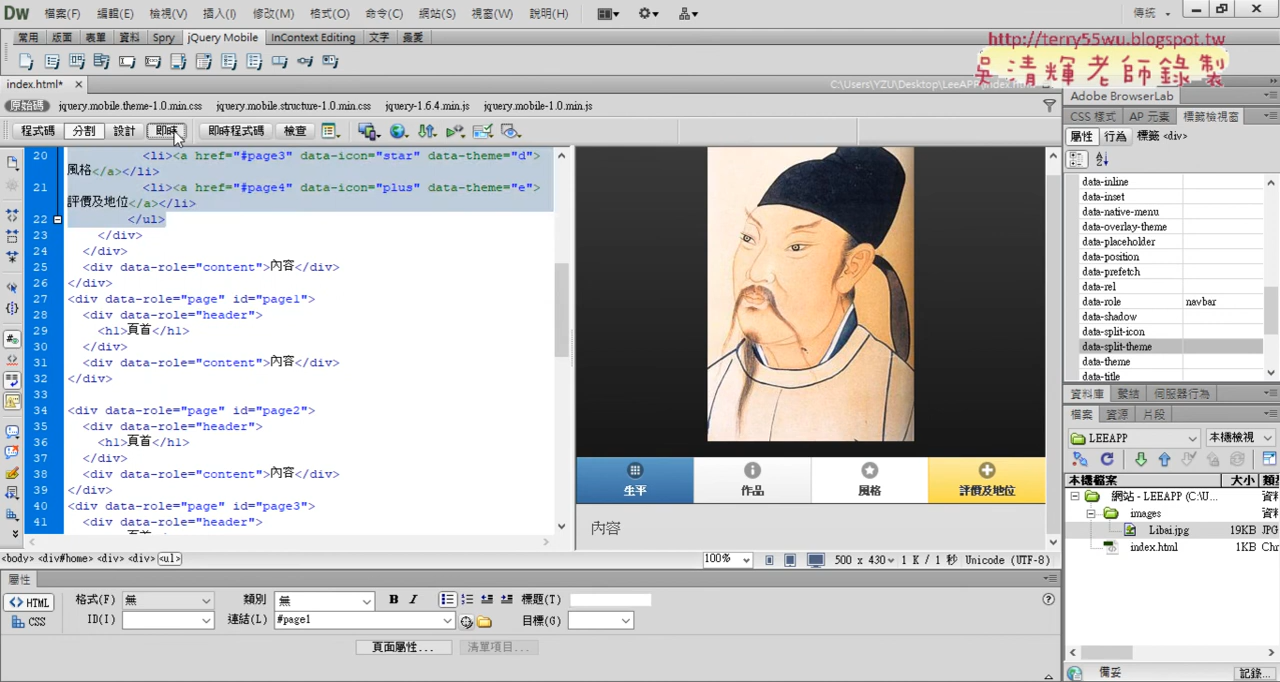 Dw 檔案(F) 編輯(E) 檢視(V) 插入(I) 修改(M) 格式(O) 命令(C) 網站(S) 視窗(W) 說明(H) 傳統
常用 版面 表單 資料 Spry jQuery Mobile InContext Editing 文字 最愛
http://terry55wu.blogspot.tw
吳清輝老師錄製
index.html*
原始碼 jquery.mobile.theme-1.0.min.css jquery.mobile.structure-1.0.min.css jquery-1.6.4.min.js jquery.mobile-1.0.min.js
程式碼 分割 設計 即時 即時程式碼 檢查
20 <li><a href="#page3" data-icon="star" data-theme="d">
風格</a></li>
21 <li><a href="#page4" data-icon="plus" data-theme="e">
評價及地位</a></li>
22 </ul>
23 </div>
24 </div>
25 <div data-role="content">內容</div>
26 </div>
27 <div data-role="page" id="page1">
28 <div data-role="header">
29 <h1>頁首</h1>
30 </div>
31 <div data-role="content">內容</div>
32 </div>
33
34 <div data-role="page" id="page2">
35 <div data-role="header">
36 <h1>頁首</h1>
37 </div>
38 <div data-role="content">內容</div>
39 </div>
40 <div data-role="page" id="page3">
41 <div data-role="header">
生平 作品 風格 評價及地位
內容
Adobe BrowserLab
CSS 樣式 AP 元素 標籤檢視窗
屬性 行為 標籤 <div>
data-inline
data-inset
data-native-menu
data-overlay-theme
data-placeholder
data-position
data-prefetch
data-rel
data-role navbar
data-shadow
data-split-icon
data-split-theme
data-theme
data-title
資料庫 繫結 伺服器行為
檔案 資源 片段
LEEAPP 本機檢視
本機檔案 大小 類
網站 - LEEAPP (C:\U... 資料
images 資料
Libai.jpg 19KB JPG
index.html 1KB Chr
備妥 記錄...
<body> <div#home> <div> <div> <ul>
100% 500 x 430 1 K / 1 秒 Unicode (UTF-8)
屬性
<> HTML 格式(F) 無 類別 無 B I 標題(T)
CSS ID(I) 連結(L) #page1 目標(G)
頁面屬性... 清單項目...